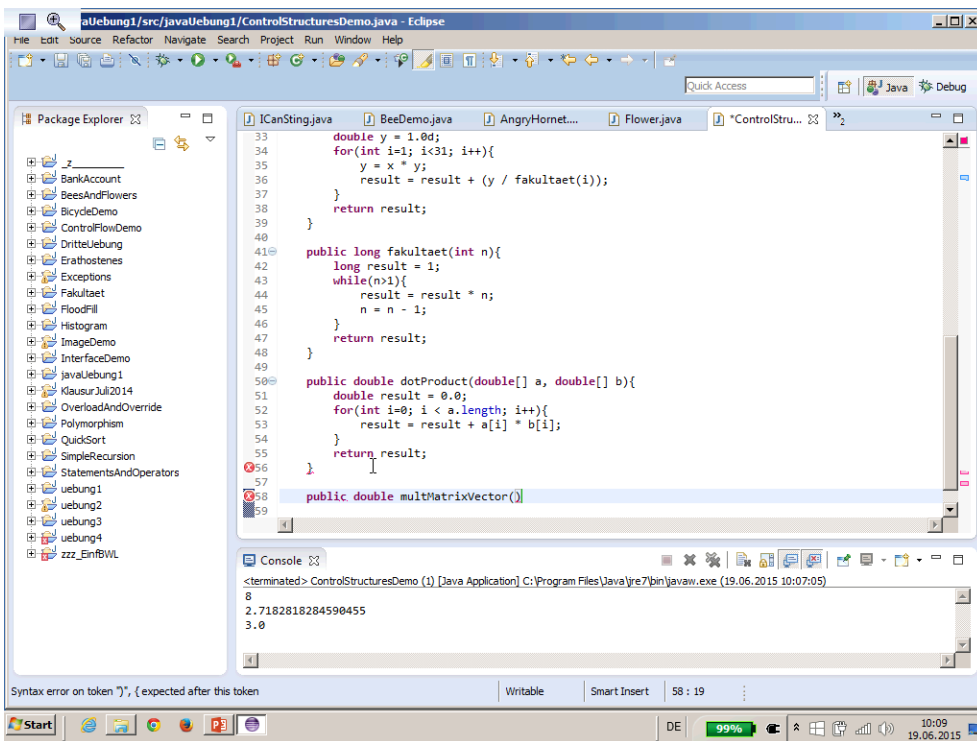 aUebung1/src/javaUebung1/ControlStructuresDemo.java - Eclipse
File Edit Source Refactor Navigate Search Project Run Window Help
Quick Access
Java
Debug
Package Explorer
ICanSting.java
BeeDemo.java
AngryHornet....
Flower.java
*ControlStru...
»2
_z_________
BankAccount
BeesAndFlowers
BicycleDemo
ControlFlowDemo
DritteUebung
Erathostenes
Exceptions
Fakultaet
FloodFill
Histogram
ImageDemo
InterfaceDemo
javaUebung1
KlausurJuli2014
OverloadAndOverride
Polymorphism
QuickSort
SimpleRecursion
StatementsAndOperators
uebung1
uebung2
uebung3
uebung4
zzz_EinfBWL
33 double y = 1.0d;
34 for(int i=1; i<31; i++){
35 y = x * y;
36 result = result + (y / fakultaet(i));
37 }
38 return result;
39 }
40
41 public long fakultaet(int n){
42 long result = 1;
43 while(n>1){
44 result = result * n;
45 n = n - 1;
46 }
47 return result;
48 }
49
50 public double dotProduct(double[] a, double[] b){
51 double result = 0.0;
52 for(int i=0; i < a.length; i++){
53 result = result + a[i] * b[i];
54 }
55 return result;
56 }
57
58 public double multMatrixVector()
59
Console
<terminated> ControlStructuresDemo (1) [Java Application] C:\Program Files\Java\jre7\bin\javaw.exe (19.06.2015 10:07:05)
8
2.7182818284590455
3.0
Syntax error on token ")", { expected after this token
Writable
Smart Insert
58 : 19
Start
DE
99%
10:09
19.06.2015